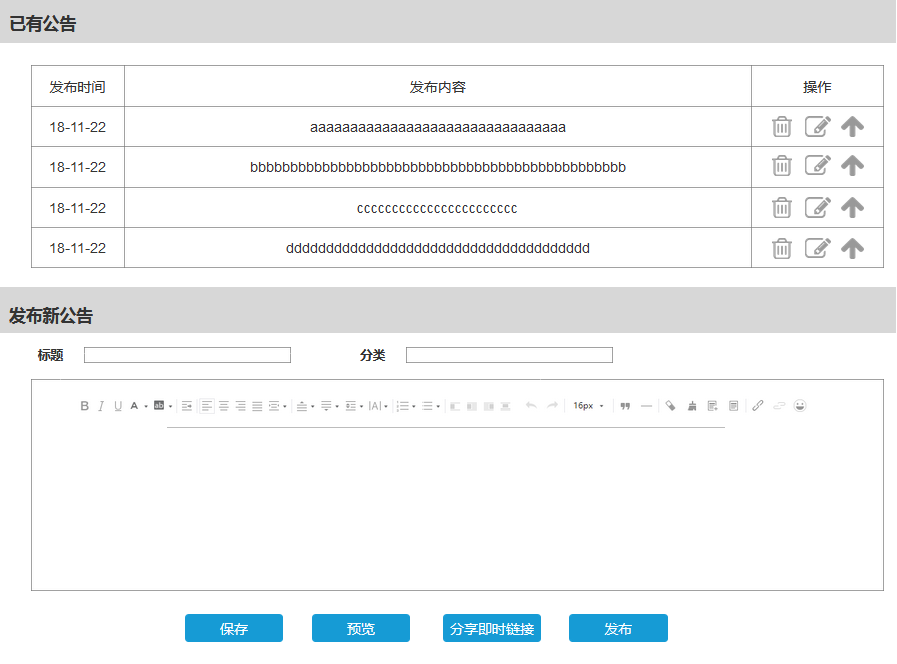 已有公告
发布时间 发布内容 操作
18-11-22 aaaaaaaaaaaaaaaaaaaaaaaaaaaaaaaa
18-11-22 bbbbbbbbbbbbbbbbbbbbbbbbbbbbbbbbbbbbbbbbbbbbbbb
18-11-22 ccccccccccccccccccccccc
18-11-22 dddddddddddddddddddddddddddddddddddddd
发布新公告
标题 分类
B I U A ab |A| 16px
保存 预览 分享即时链接 发布